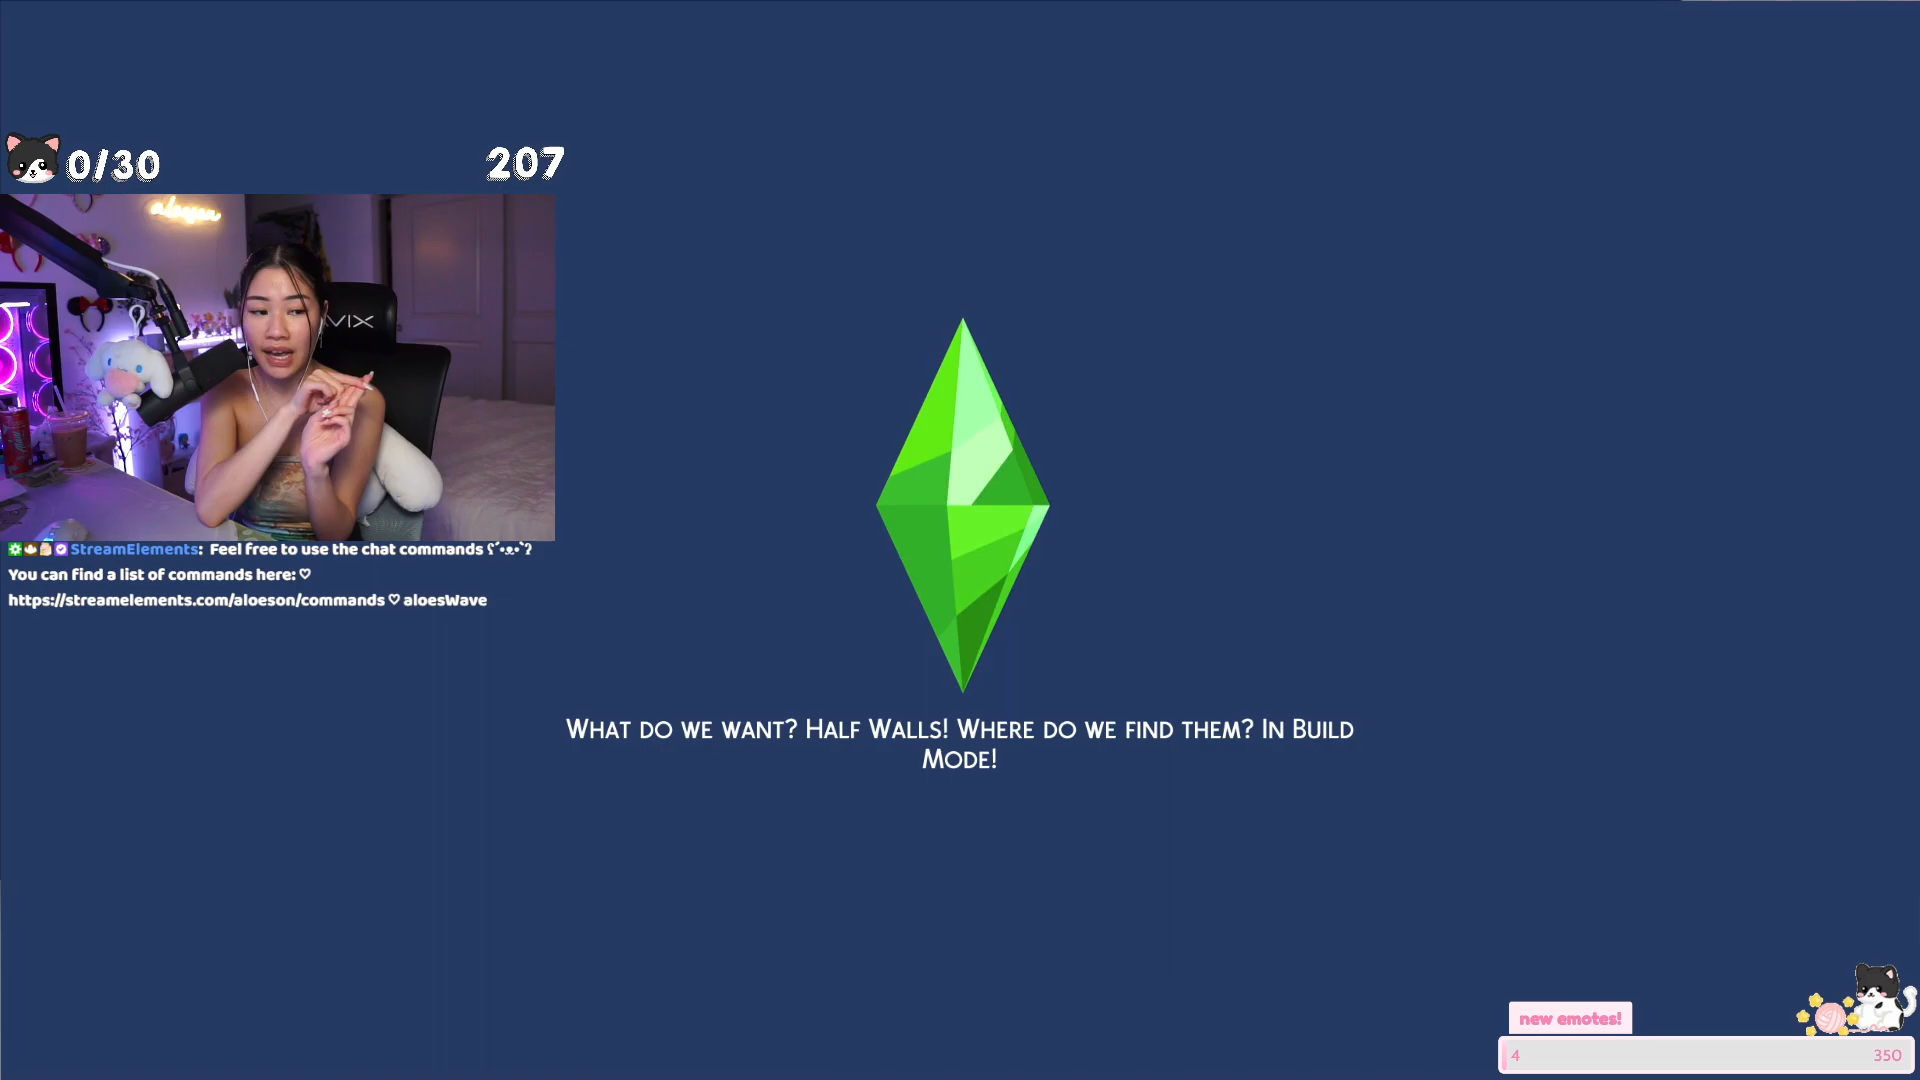 0/30
207
aloeson
VIX
StreamElements: Feel free to use the chat commands ʕ´•ᴥ•`ʔ
You can find a list of commands here: ♡
https://streamelements.com/aloeson/commands ♡ aloesWave
What do we want? Half Walls! Where do we find them? In Build
Mode!
new emotes!
4
350